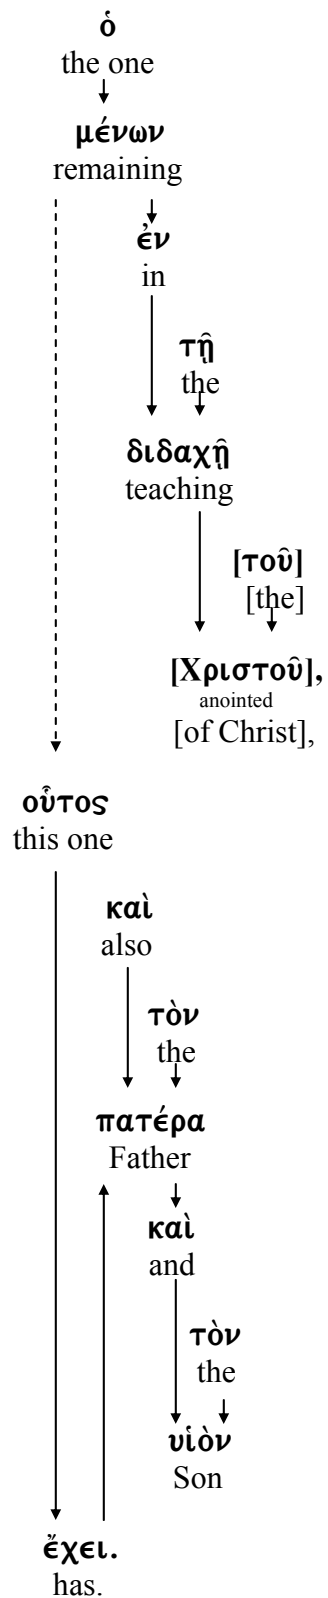 ὁ
the one
μένων
remaining
ἐν
in
τῇ
the
διδαχῇ
teaching
[τοῦ]
[the]
[Χριστοῦ],
anointed
[of Christ],
οὗτος
this one
καὶ
also
τὸν
the
πατέρα
Father
καὶ
and
τὸν
the
υἱὸν
Son
ἔχει.
has.